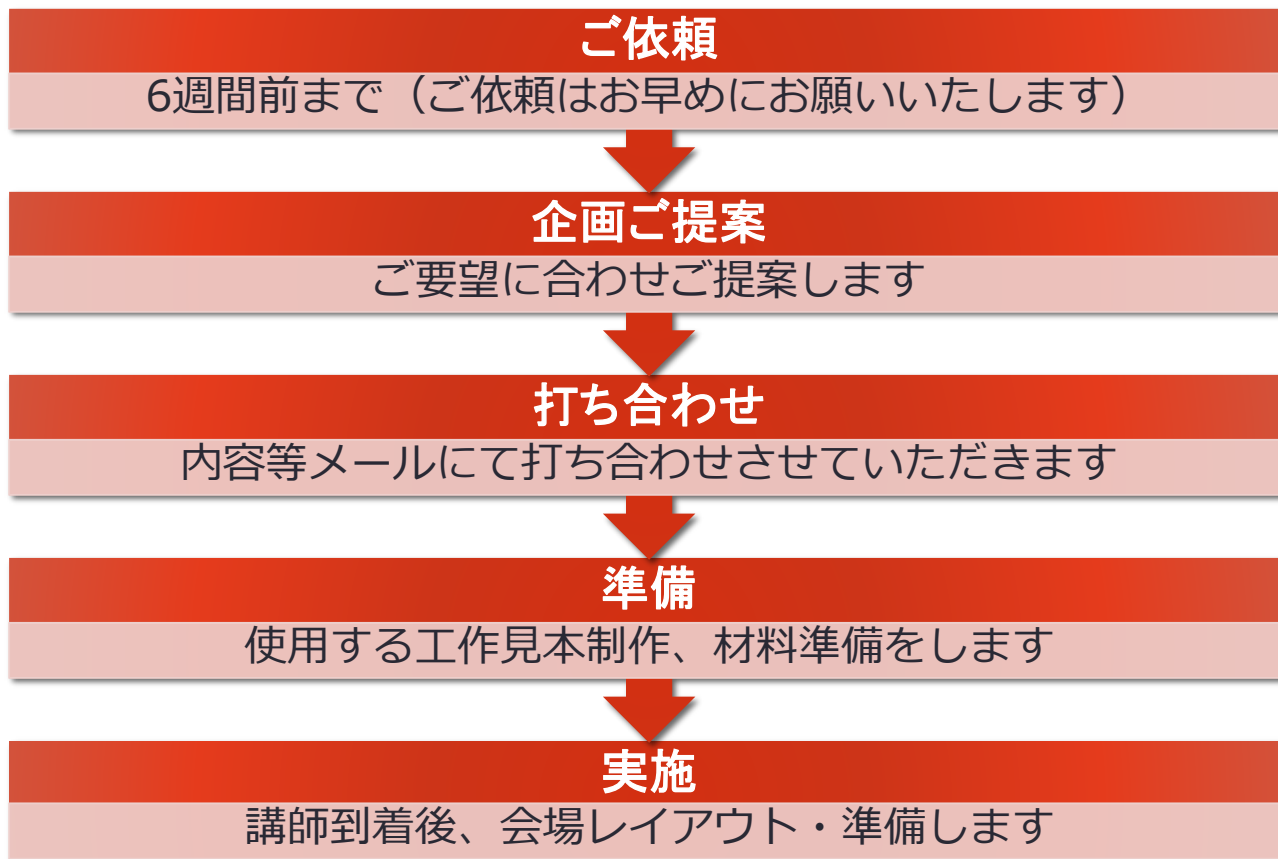 ご依頼
6週間前まで（ご依頼はお早めにお願いいたします）
企画ご提案
ご要望に合わせご提案します
打ち合わせ
内容等メールにて打ち合わせさせていただきます
準備
使用する工作見本制作、材料準備をします
実施
講師到着後、会場レイアウト・準備します